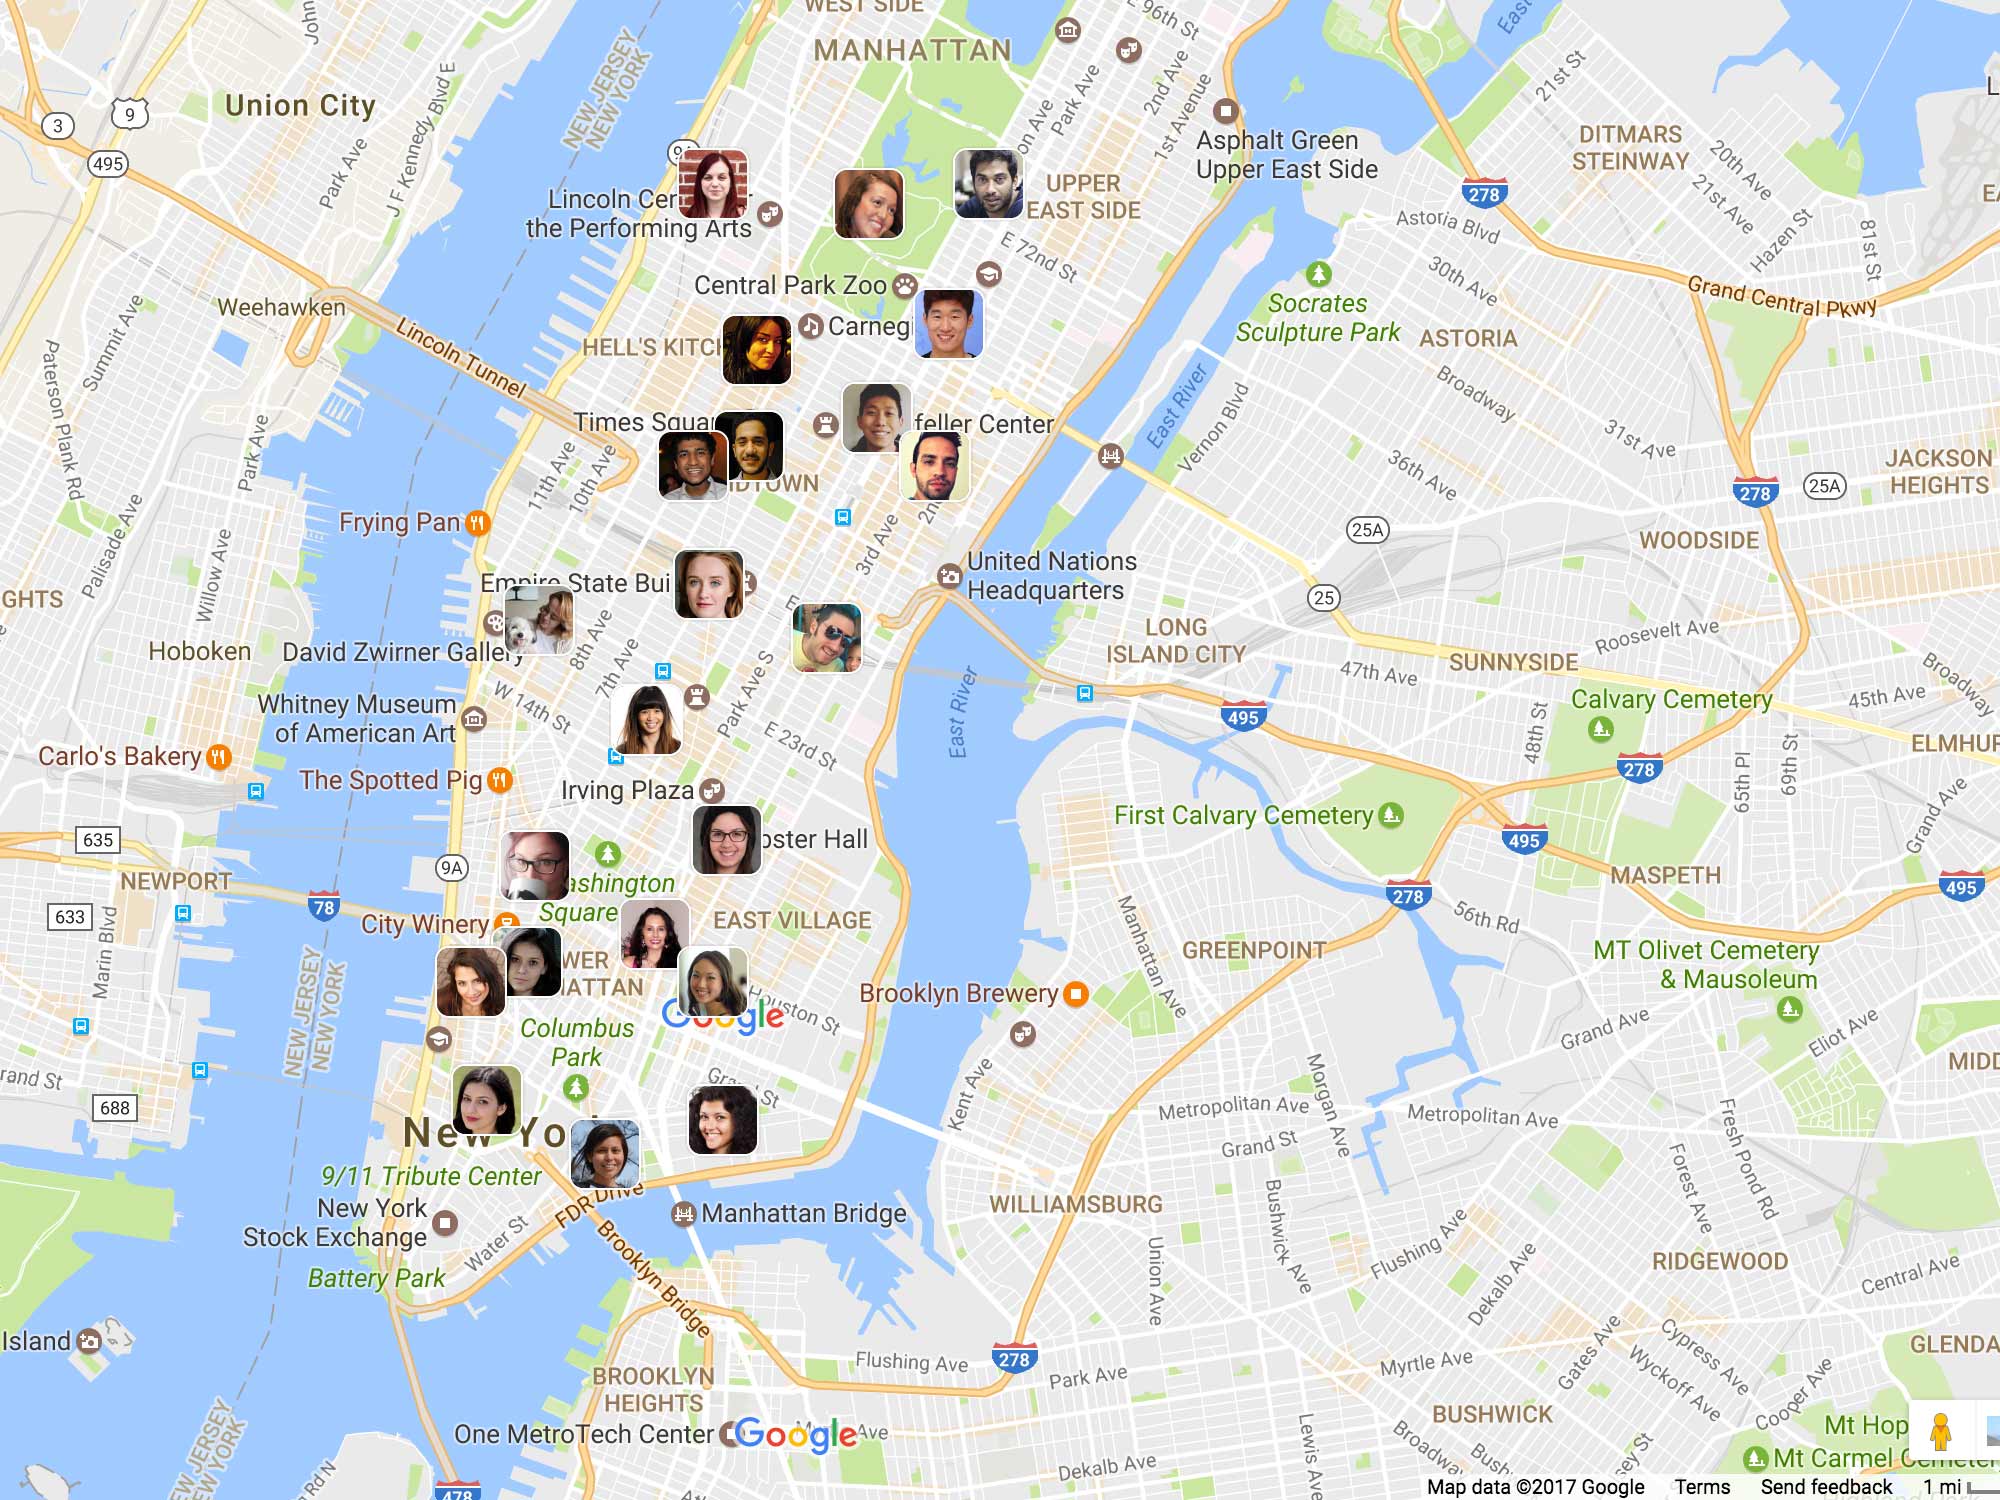 WEST SIDE
E 96th St
East
MANHATTAN
Union City
9
3
495
J F Kennedy Blvd E
Park Ave
NEW JERSEY
NEW YORK
Park Ave
2nd Ave
1st Avenue
Asphalt Green
Upper East Side
21st St
DITMARS
STEINWAY
20th Ave
21st Ave
Hazen St
81st St
278
UPPER
EAST SIDE
Astoria Blvd
30th Ave
Lincoln Cen
the Performing Arts
E 72nd St
Central Park Zoo
Carnegi
Socrates
Sculpture Park
Grand Central Pkwy
ASTORIA
Weehawken
Summit Ave
Paterson Plank Rd
Lincoln Tunnel
HELL'S KITCH
Broadway
31st Ave
36th Ave
East River
Vernon Blvd
Times Squar
feller Center
IDTOWN
11th Ave
10th Ave
Park Ave
Palisade Ave
Willow Ave
Frying Pan
3rd Ave
JACKSON
HEIGHTS
278
25A
25A
WOODSIDE
United Nations
Headquarters
25
Empire State Bui
GHTS
Hoboken
David Zwirner Gallery
8th Ave
7th Ave
W 14th St
Park Ave S
E 23rd St
East River
LONG
ISLAND CITY
47th Ave
SUNNYSIDE
Roosevelt Ave
Broadway
45th Ave
Calvary Cemetery
48th St
495
278
65th Pl
69th St
ELMHUR
Whitney Museum
of American Art
Carlo's Bakery
The Spotted Pig
Irving Plaza
First Calvary Cemetery
495
278
MASPETH
Grand Ave
495
oster Hall
635
NEWPORT
633
78
9A
Marin Blvd
City Winery
ashington
Square
EAST VILLAGE
WER
HATTAN
Manhattan Ave
GREENPOINT
56th Rd
MT Olivet Cemetery
& Mausoleum
Brooklyn Brewery
Houston St
Google
Columbus
Park
NEW JERSEY
NEW YORK
rand St
688
Grand Ave
Eliot Ave
MIDD
Kent Ave
Morgan Ave
Metropolitan Ave
Metropolitan Ave
Grand St
Fresh Pond Rd
Forest Ave
New Yo
9/11 Tribute Center
New York
Stock Exchange
Water St
FDR Drive
Manhattan Bridge
Brooklyn Bridge
WILLIAMSBURG
Union Ave
Bushwick Ave
Flushing Ave
Dekalb Ave
RIDGEWOOD
Central Ave
Battery Park
Island
Flushing Ave
278
Park Ave
Myrtle Ave
Gates Ave
Cypress Ave
Wyckoff Ave
Cooper Ave
GLENDA
BROOKLYN
HEIGHTS
BUSHWICK
One MetroTech Center
Google
Ave
Mt Hop
Mt Carmel Cemetery
NEW JERSEY
NEW YORK
478
Dekalb Ave
Lewis Ave
Broadway
Map data ©2017 Google
Terms
Send feedback
1 mi